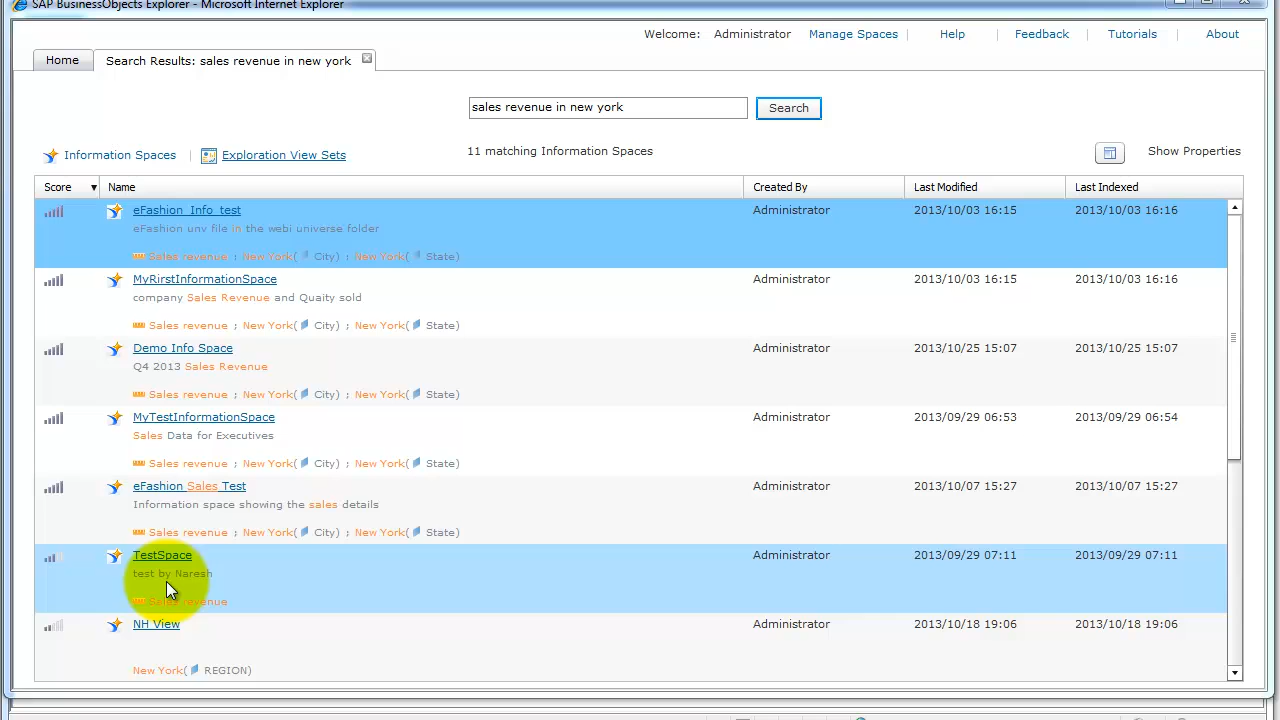 SAP BusinessObjects Explorer - Microsoft Internet Explorer
Welcome: Administrator Manage Spaces Help Feedback Tutorials About
Home Search Results: sales revenue in new york
sales revenue in new york Search
Information Spaces Exploration View Sets 11 matching Information Spaces Show Properties
Score Name Created By Last Modified Last Indexed
eFashion_Info_test Administrator 2013/10/03 16:15 2013/10/03 16:16
eFashion unv file in the webi universe folder
Sales revenue ; New York( City) ; New York( State)
MyRirstInformationSpace Administrator 2013/10/03 16:15 2013/10/03 16:16
company Sales Revenue and Quaity sold
Sales revenue ; New York( City) ; New York( State)
Demo Info Space Administrator 2013/10/25 15:07 2013/10/25 15:07
Q4 2013 Sales Revenue
Sales revenue ; New York( City) ; New York( State)
MyTestInformationSpace Administrator 2013/09/29 06:53 2013/09/29 06:54
Sales Data for Executives
Sales revenue ; New York( City) ; New York( State)
eFashion_Sales_Test Administrator 2013/10/07 15:27 2013/10/07 15:27
Information space showing the sales details
Sales revenue ; New York( City) ; New York( State)
TestSpace Administrator 2013/09/29 07:11 2013/09/29 07:11
test by Naresh
Sales revenue
NH View Administrator 2013/10/18 19:06 2013/10/18 19:06
New York( REGION)